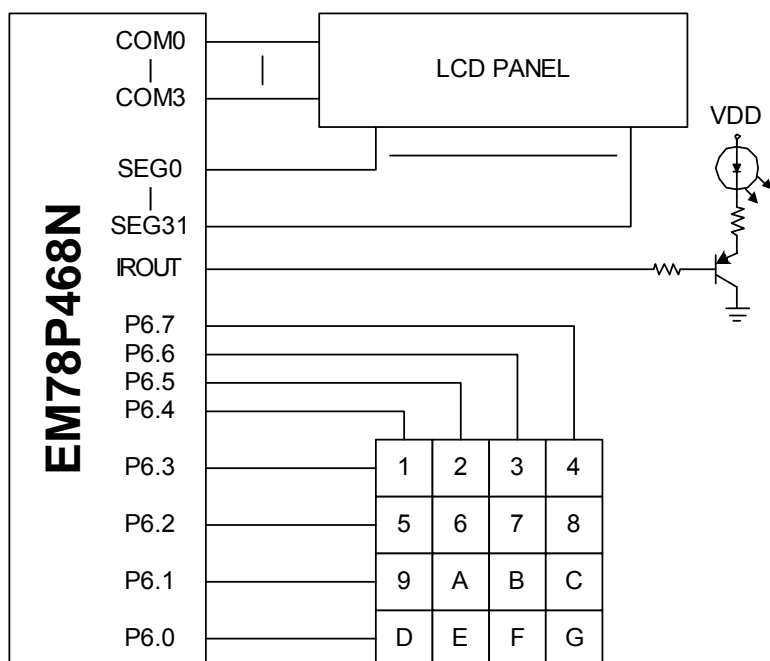 EM78P468N
COM0
COM3
SEG0
SEG31
IROUT
P6.7
P6.6
P6.5
P6.4
P6.3
P6.2
P6.1
P6.0
LCD PANEL
VDD
1 2 3 4
5 6 7 8
9 A B C
D E F G